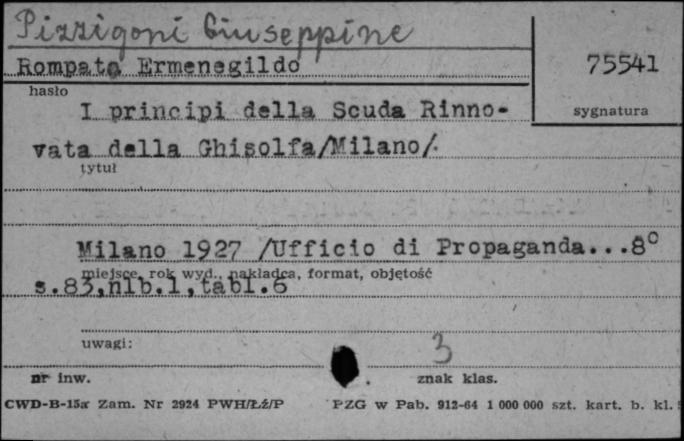 Pizzigoni Giuseppine
Rompato Ermenegildo
75541
hasło
sygnatura
I principi della Scuda Rinno-
vata della Ghisolfa/Milano/.
tytuł
Milano 1927 /Ufficio di Propaganda...8°
miejsce, rok wyd., nakładca, format, objętość
s.83,nlb.1,tabl.6
uwagi:
3
nr inw.
znak klas.
CWD-B-15a Zam. Nr 2924 PWH/Łź/P
PZG w Pab. 912-64 1 000 000 szt. kart. b. kl.